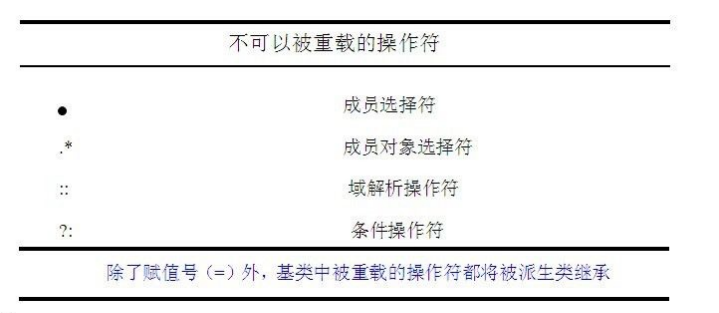 不可以被重载的操作符
● 成员选择符
.* 成员对象选择符
:: 域解析操作符
?: 条件操作符
除了赋值号(=)外，基类中被重载的操作符都将被派生类继承